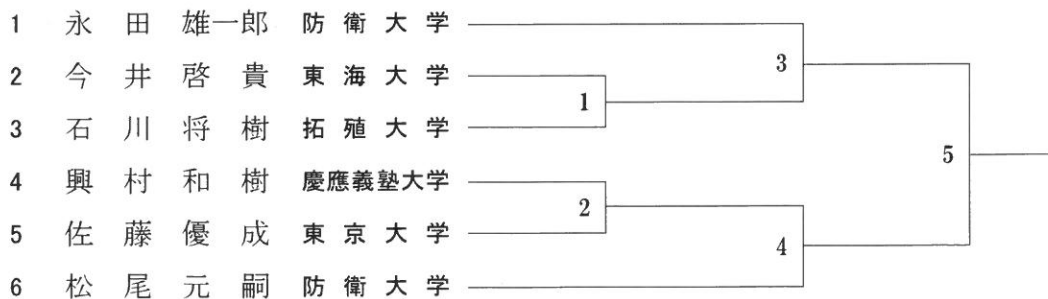 1 永田 雄一郎 防衛大学
2 今井 啓貴 東海大学
3 石川 将樹 拓殖大学
4 興村 和樹 慶應義塾大学
5 佐藤 優成 東京大学
6 松尾 元嗣 防衛大学
3
1
5
2
4